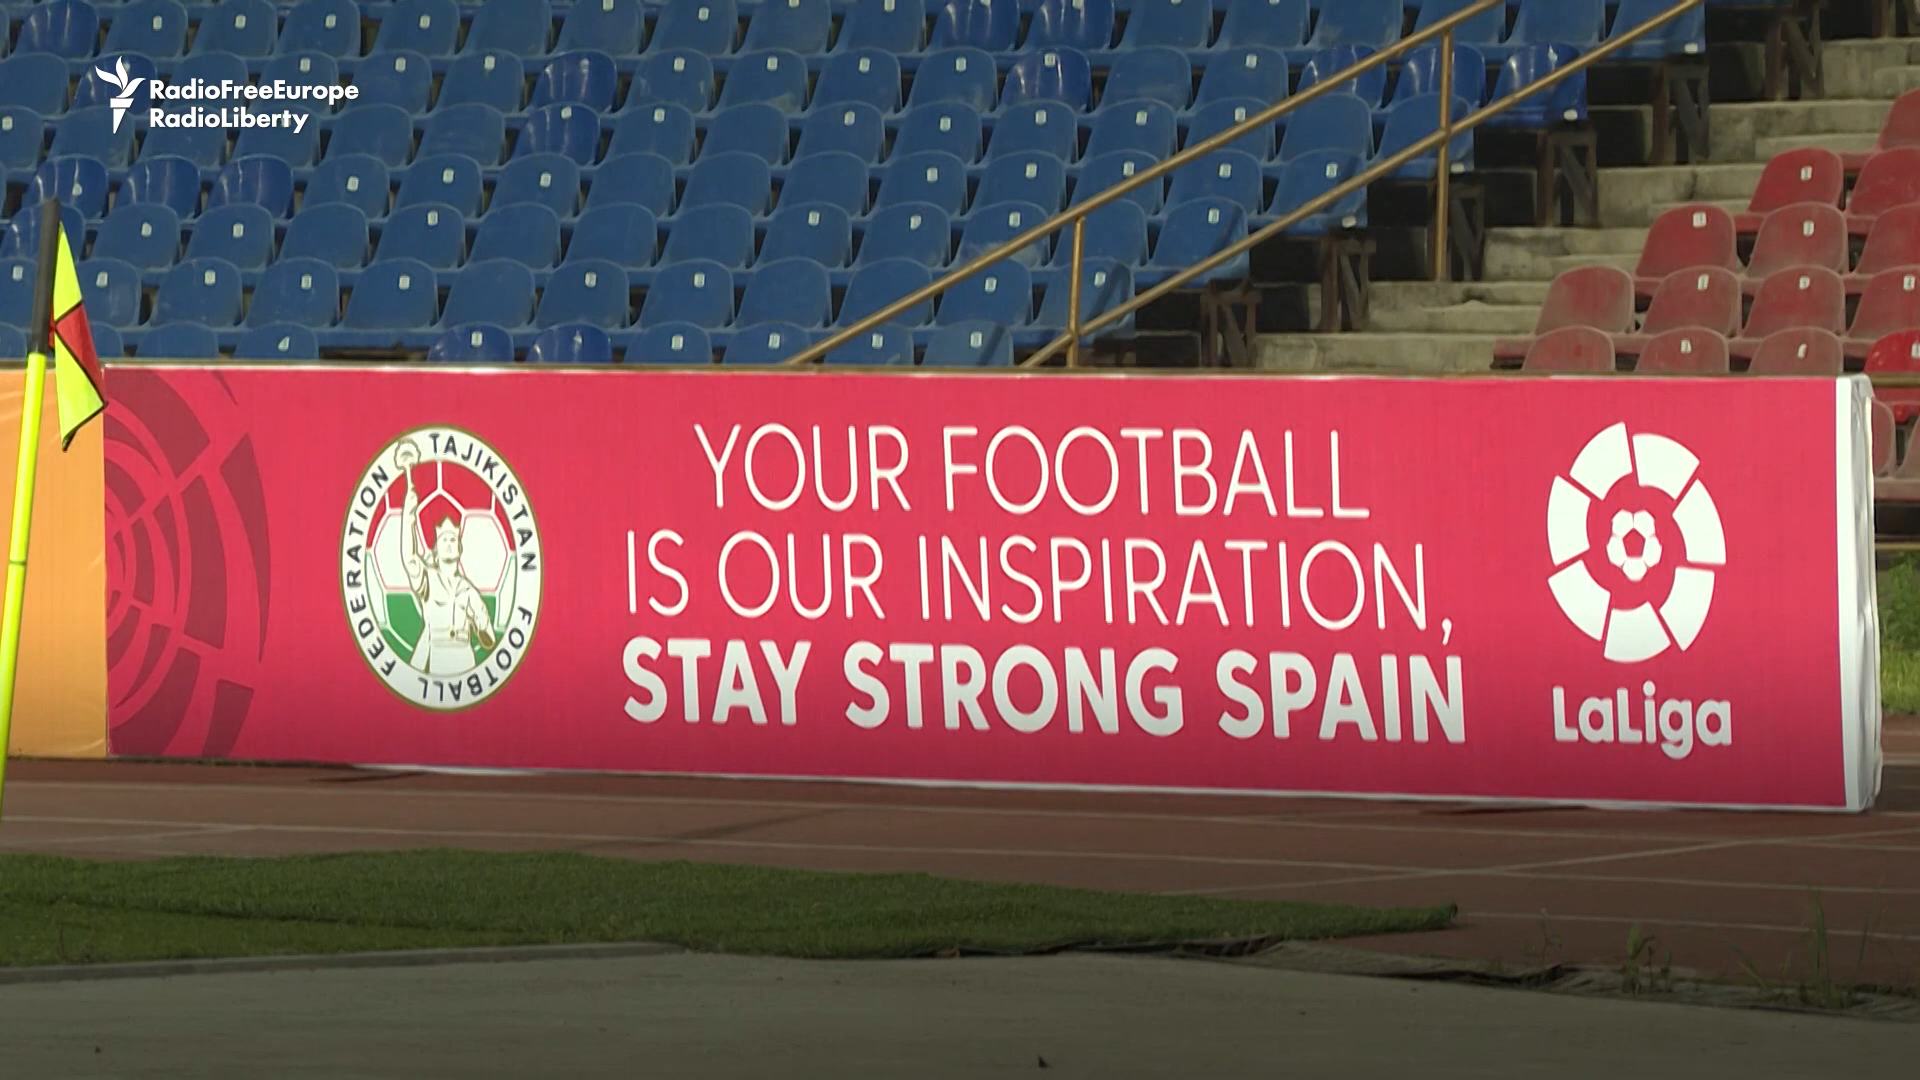 RadioFreeEurope
RadioLiberty
FEDERATION TAJIKISTAN FOOTBALL
YOUR FOOTBALL
IS OUR INSPIRATION,
STAY STRONG SPAIN
LaLiga